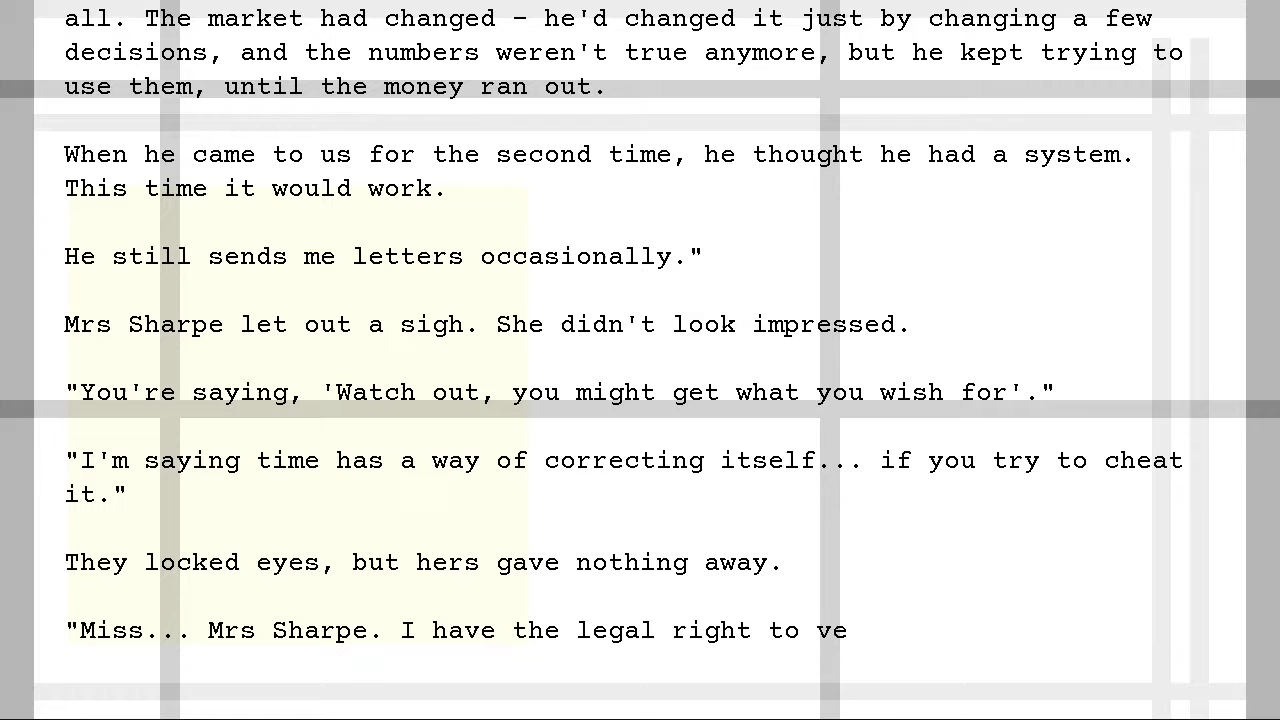 all. The market had changed – he'd changed it just by changing a few
decisions, and the numbers weren't true anymore, but he kept trying to
use them, until the money ran out.
When he came to us for the second time, he thought he had a system.
This time it would work.
He still sends me letters occasionally."
Mrs Sharpe let out a sigh. She didn't look impressed.
"You're saying, 'Watch out, you might get what you wish for'."
"I'm saying time has a way of correcting itself... if you try to cheat
it."
They locked eyes, but hers gave nothing away.
"Miss... Mrs Sharpe. I have the legal right to ve